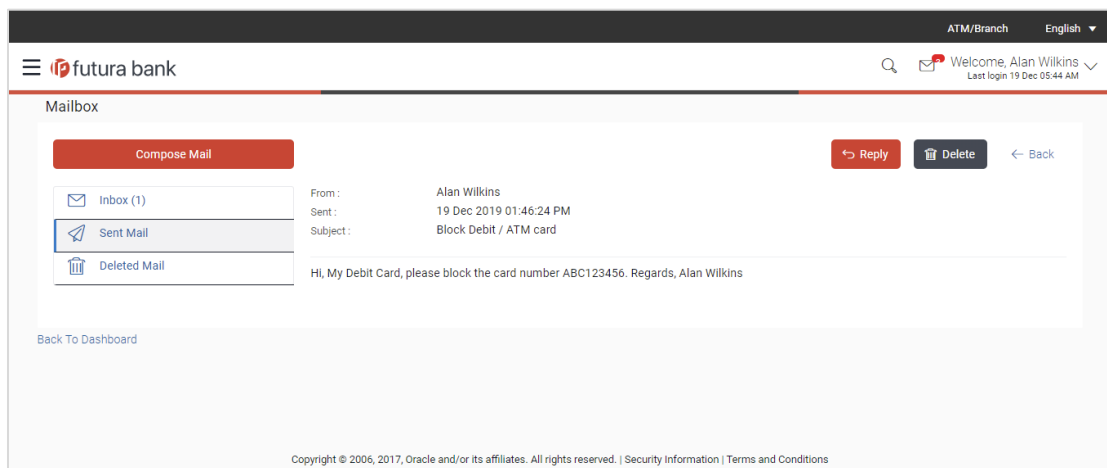 ATM/Branch English
futura bank
Welcome, Alan Wilkins
Last login 19 Dec 05:44 AM
Mailbox
Compose Mail
Reply Delete Back
Inbox (1)
Sent Mail
Deleted Mail
From : Alan Wilkins
Sent : 19 Dec 2019 01:46:24 PM
Subject : Block Debit / ATM card
Hi, My Debit Card, please block the card number ABC123456. Regards, Alan Wilkins
Back To Dashboard
Copyright © 2006, 2017, Oracle and/or its affiliates. All rights reserved. | Security Information | Terms and Conditions